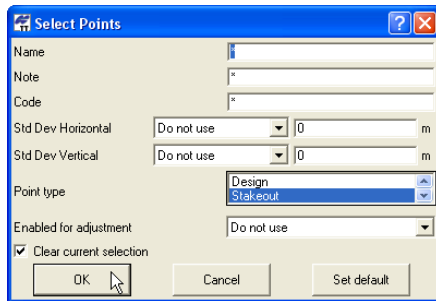 Select Points
Name *
Note *
Code *
Std Dev Horizontal Do not use 0 m
Std Dev Vertical Do not use 0 m
Point type Design
Stakeout
Enabled for adjustment Do not use
Clear current selection
OK Cancel Set default